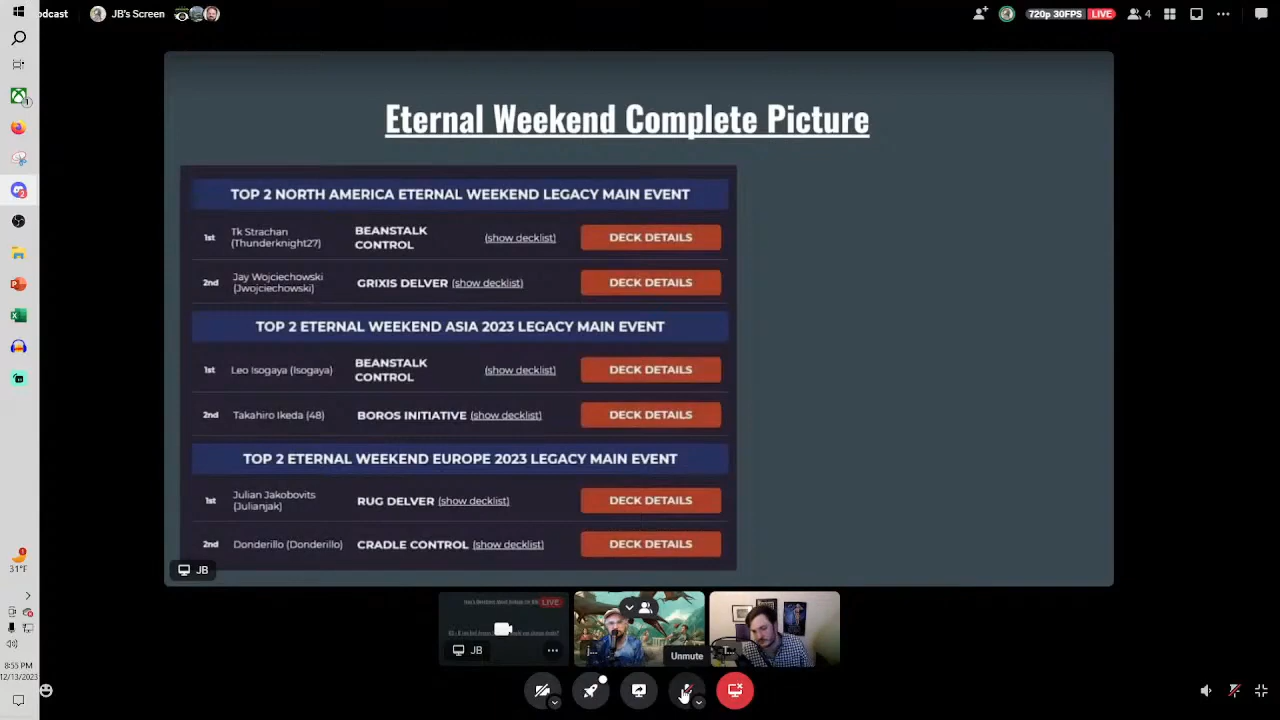 odcast
JB's Screen
720p 30FPS
LIVE
4
Eternal Weekend Complete Picture
TOP 2 NORTH AMERICA ETERNAL WEEKEND LEGACY MAIN EVENT
1st Tk Strachan (Thunderknight27) BEANSTALK CONTROL (show decklist) DECK DETAILS
2nd Jay Wojciechowski (Jwojciechowski) GRIXIS DELVER (show decklist) DECK DETAILS
TOP 2 ETERNAL WEEKEND ASIA 2023 LEGACY MAIN EVENT
1st Leo Isogaya (Isogaya) BEANSTALK CONTROL (show decklist) DECK DETAILS
2nd Takahiro Ikeda (48) BOROS INITIATIVE (show decklist) DECK DETAILS
TOP 2 ETERNAL WEEKEND EUROPE 2023 LEGACY MAIN EVENT
1st Julian Jakobovits (Julianjak) RUG DELVER (show decklist) DECK DETAILS
2nd Donderillo (Donderillo) CRADLE CONTROL (show decklist) DECK DETAILS
JB
LIVE
JB
Unmute
31°F
8:55 PM
12/13/2023